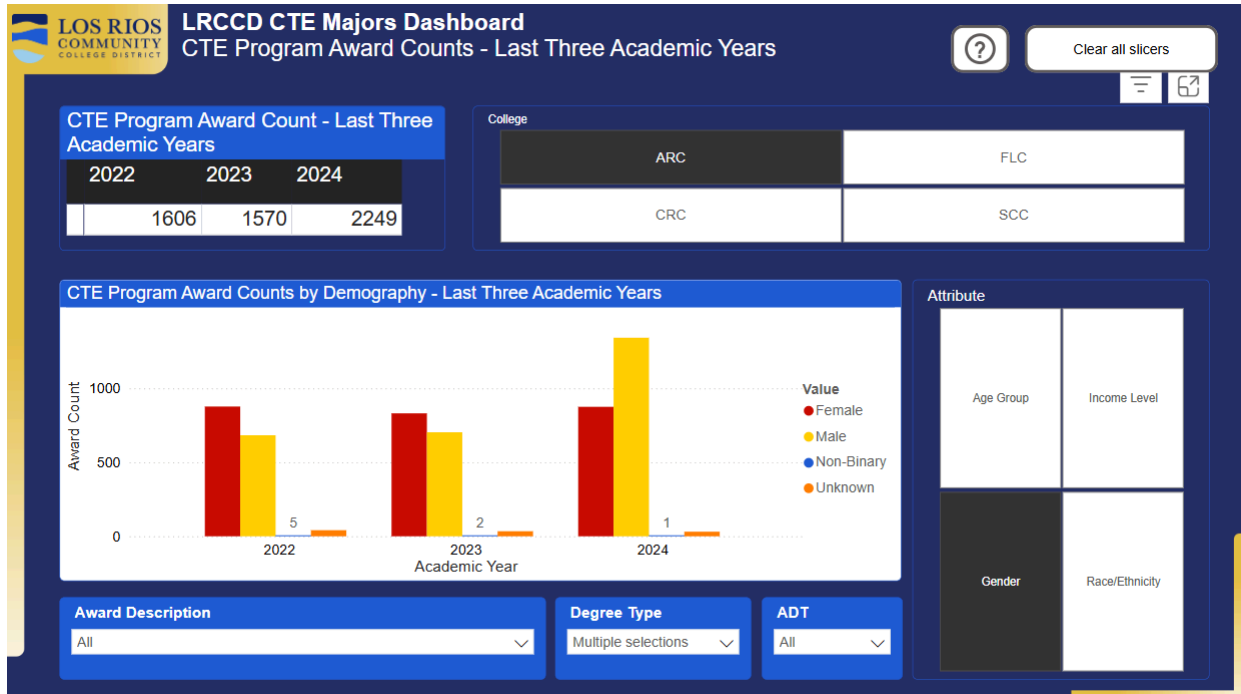 LOS RIOS
COMMUNITY
COLLEGE DISTRICT
LRCCD CTE Majors Dashboard
CTE Program Award Counts - Last Three Academic Years
?
Clear all slicers
CTE Program Award Count - Last Three
Academic Years
2022 2023 2024
1606 1570 2249
College
ARC FLC
CRC SCC
CTE Program Award Counts by Demography - Last Three Academic Years
Award Count
1000
500
0
5
2
1
2022 2023 2024
Academic Year
Value
Female
Male
Non-Binary
Unknown
Attribute
Age Group Income Level
Gender Race/Ethnicity
Award Description
All
Degree Type
Multiple selections
ADT
All